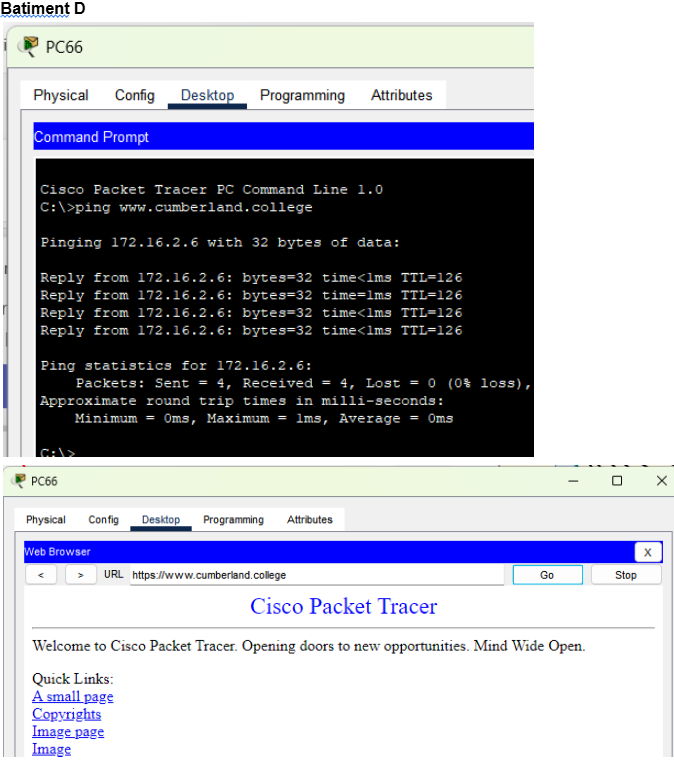 Batiment D
PC66
Physical Config Desktop Programming Attributes
Command Prompt
Cisco Packet Tracer PC Command Line 1.0
C:\>ping www.cumberland.college
Pinging 172.16.2.6 with 32 bytes of data:
Reply from 172.16.2.6: bytes=32 time<1ms TTL=126
Reply from 172.16.2.6: bytes=32 time=1ms TTL=126
Reply from 172.16.2.6: bytes=32 time<1ms TTL=126
Reply from 172.16.2.6: bytes=32 time<1ms TTL=126
Ping statistics for 172.16.2.6:
Packets: Sent = 4, Received = 4, Lost = 0 (0% loss),
Approximate round trip times in milli-seconds:
Minimum = 0ms, Maximum = 1ms, Average = 0ms
C:\>
PC66
Physical Config Desktop Programming Attributes
Web Browser X
< > URL https://www.cumberland.college Go Stop
Cisco Packet Tracer
Welcome to Cisco Packet Tracer. Opening doors to new opportunities. Mind Wide Open.
Quick Links:
A small page
Copyrights
Image page
Image